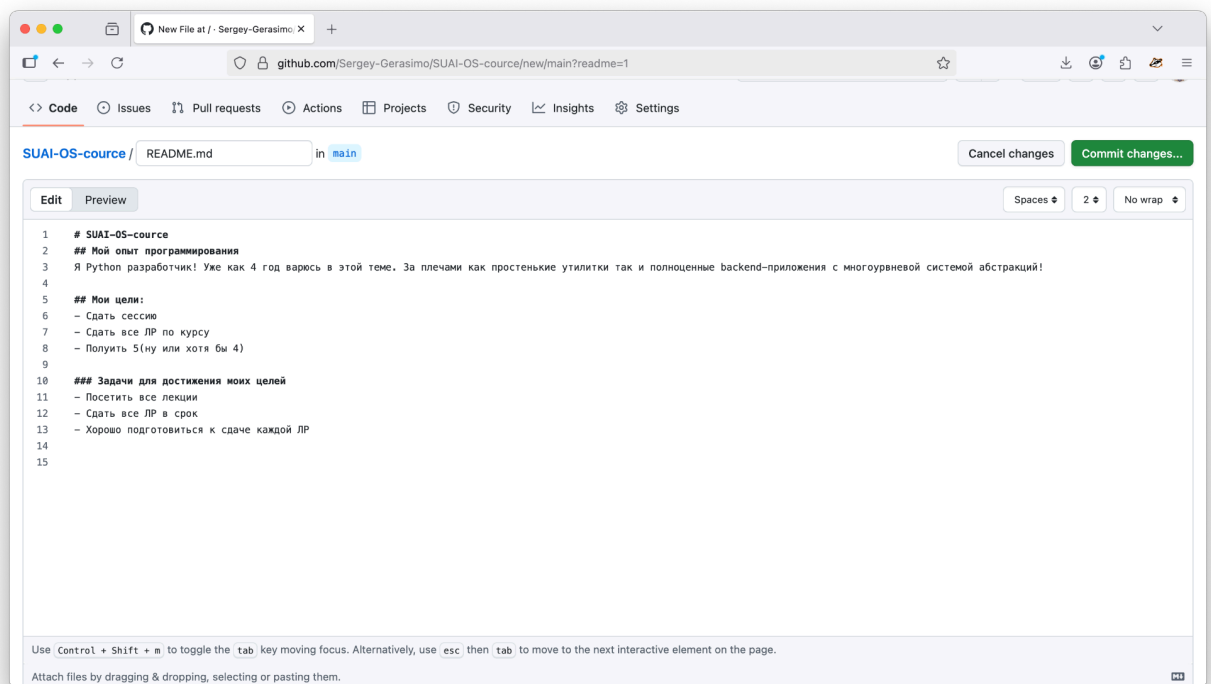 New File at / · Sergey-Gerasimo
github.com/Sergey-Gerasimo/SUAI-OS-cource/new/main?readme=1
Code Issues Pull requests Actions Projects Security Insights Settings
SUAI-OS-cource / README.md in main Cancel changes Commit changes...
Edit Preview Spaces 2 No wrap
1 # SUAI-OS-cource
2 ## Мой опыт программирования
3 Я Python разработчик! Уже как 4 год варюсь в этой теме. За плечами как простенькие утилитки так и полноценные backend-приложения с многоурвневой системой абстракций!
4
5 ## Мои цели:
6 - Сдать сессию
7 - Сдать все ЛР по курсу
8 - Полуить 5(ну или хотя бы 4)
9
10 ### Задачи для достижения моих целей
11 - Посетить все лекции
12 - Сдать все ЛР в срок
13 - Хорошо подготовиться к сдаче каждой ЛР
14
15
Use Control + Shift + m to toggle the tab key moving focus. Alternatively, use esc then tab to move to the next interactive element on the page.
Attach files by dragging & dropping, selecting or pasting them.